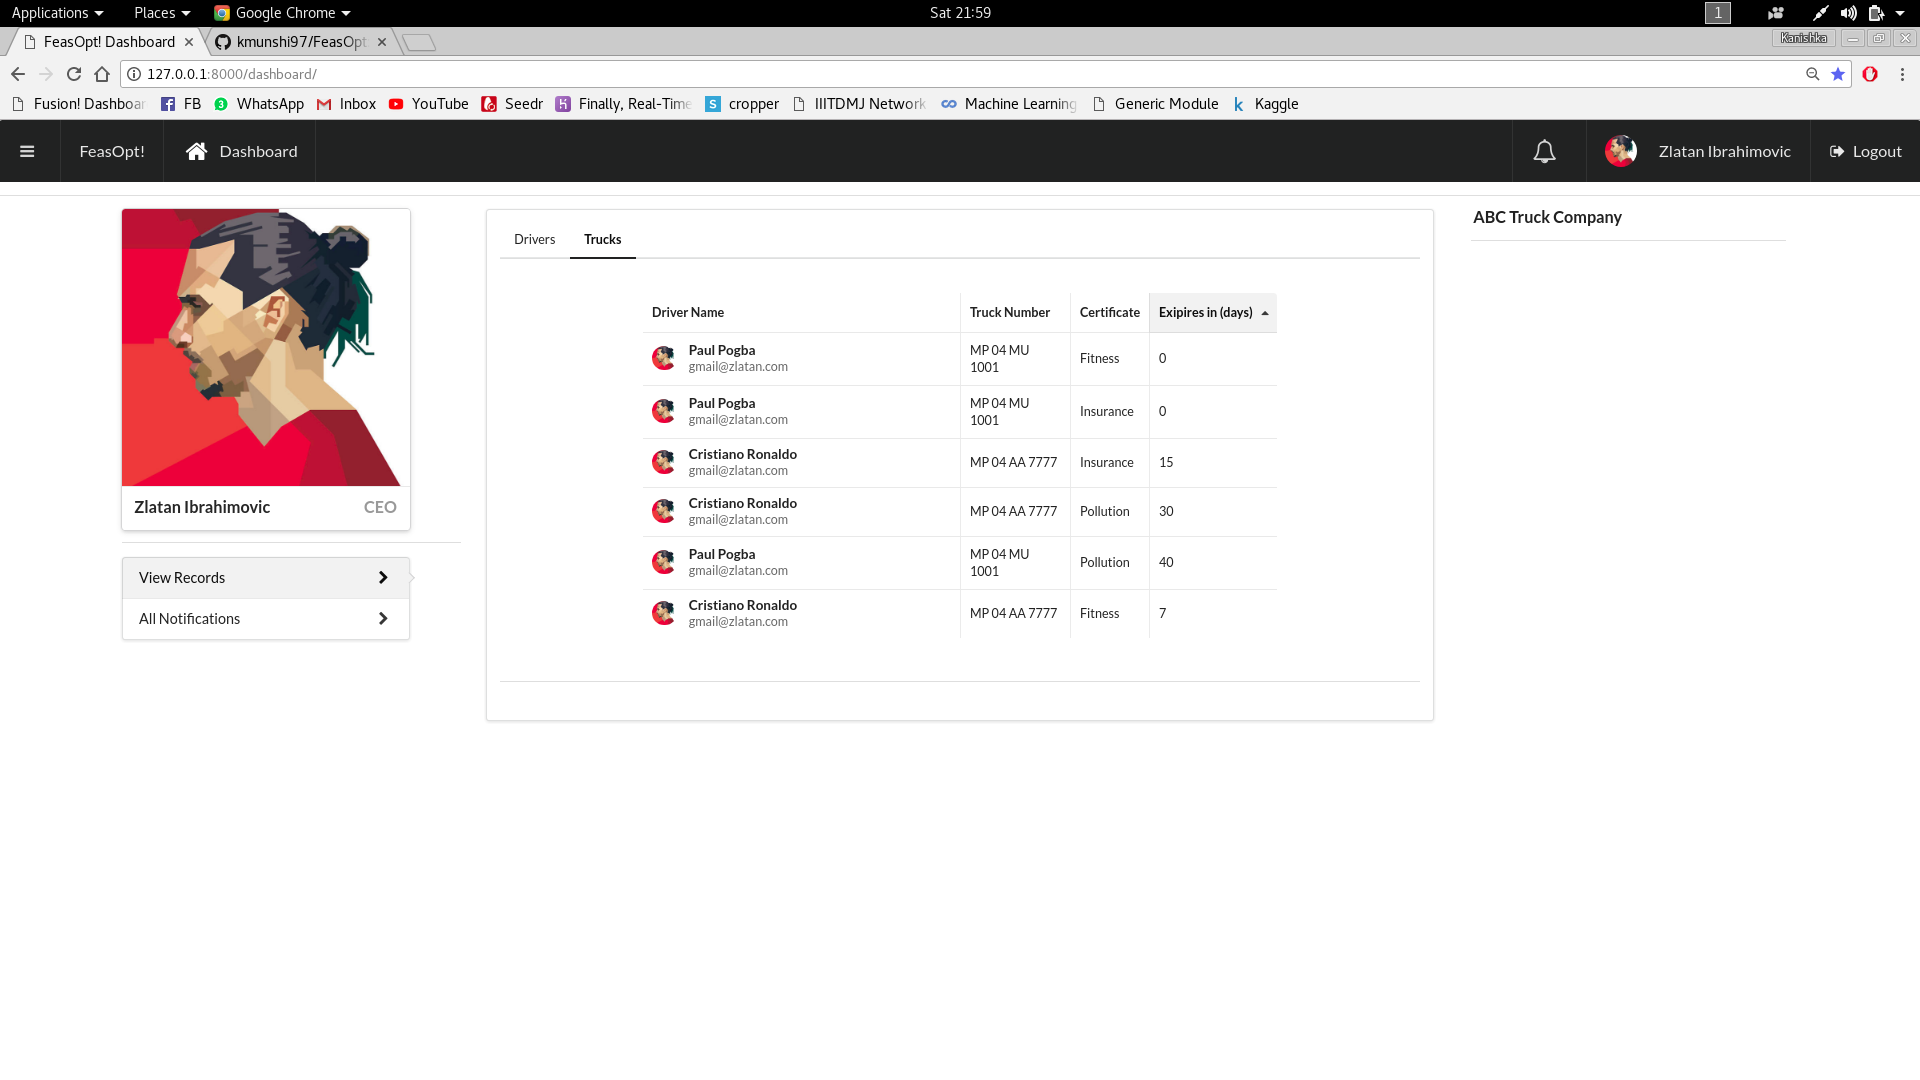 Applications Places Google Chrome Sat 21:59 1
FeasOpt! Dashboard kmunshi97/FeasOpt Kanishka
127.0.0.1:8000/dashboard/
Fusion! Dashboar FB WhatsApp Inbox YouTube Seedr Finally, Real-Time cropper IIITDMJ Network Machine Learning Generic Module Kaggle
FeasOpt! Dashboard Zlatan Ibrahimovic Logout
Zlatan Ibrahimovic CEO
View Records
All Notifications
Drivers Trucks
Driver Name Truck Number Certificate Exipires in (days)
Paul Pogba
gmail@zlatan.com
MP 04 MU
1001
Fitness 0
Paul Pogba
gmail@zlatan.com
MP 04 MU
1001
Insurance 0
Cristiano Ronaldo
gmail@zlatan.com
MP 04 AA 7777 Insurance 15
Cristiano Ronaldo
gmail@zlatan.com
MP 04 AA 7777 Pollution 30
Paul Pogba
gmail@zlatan.com
MP 04 MU
1001
Pollution 40
Cristiano Ronaldo
gmail@zlatan.com
MP 04 AA 7777 Fitness 7
ABC Truck Company